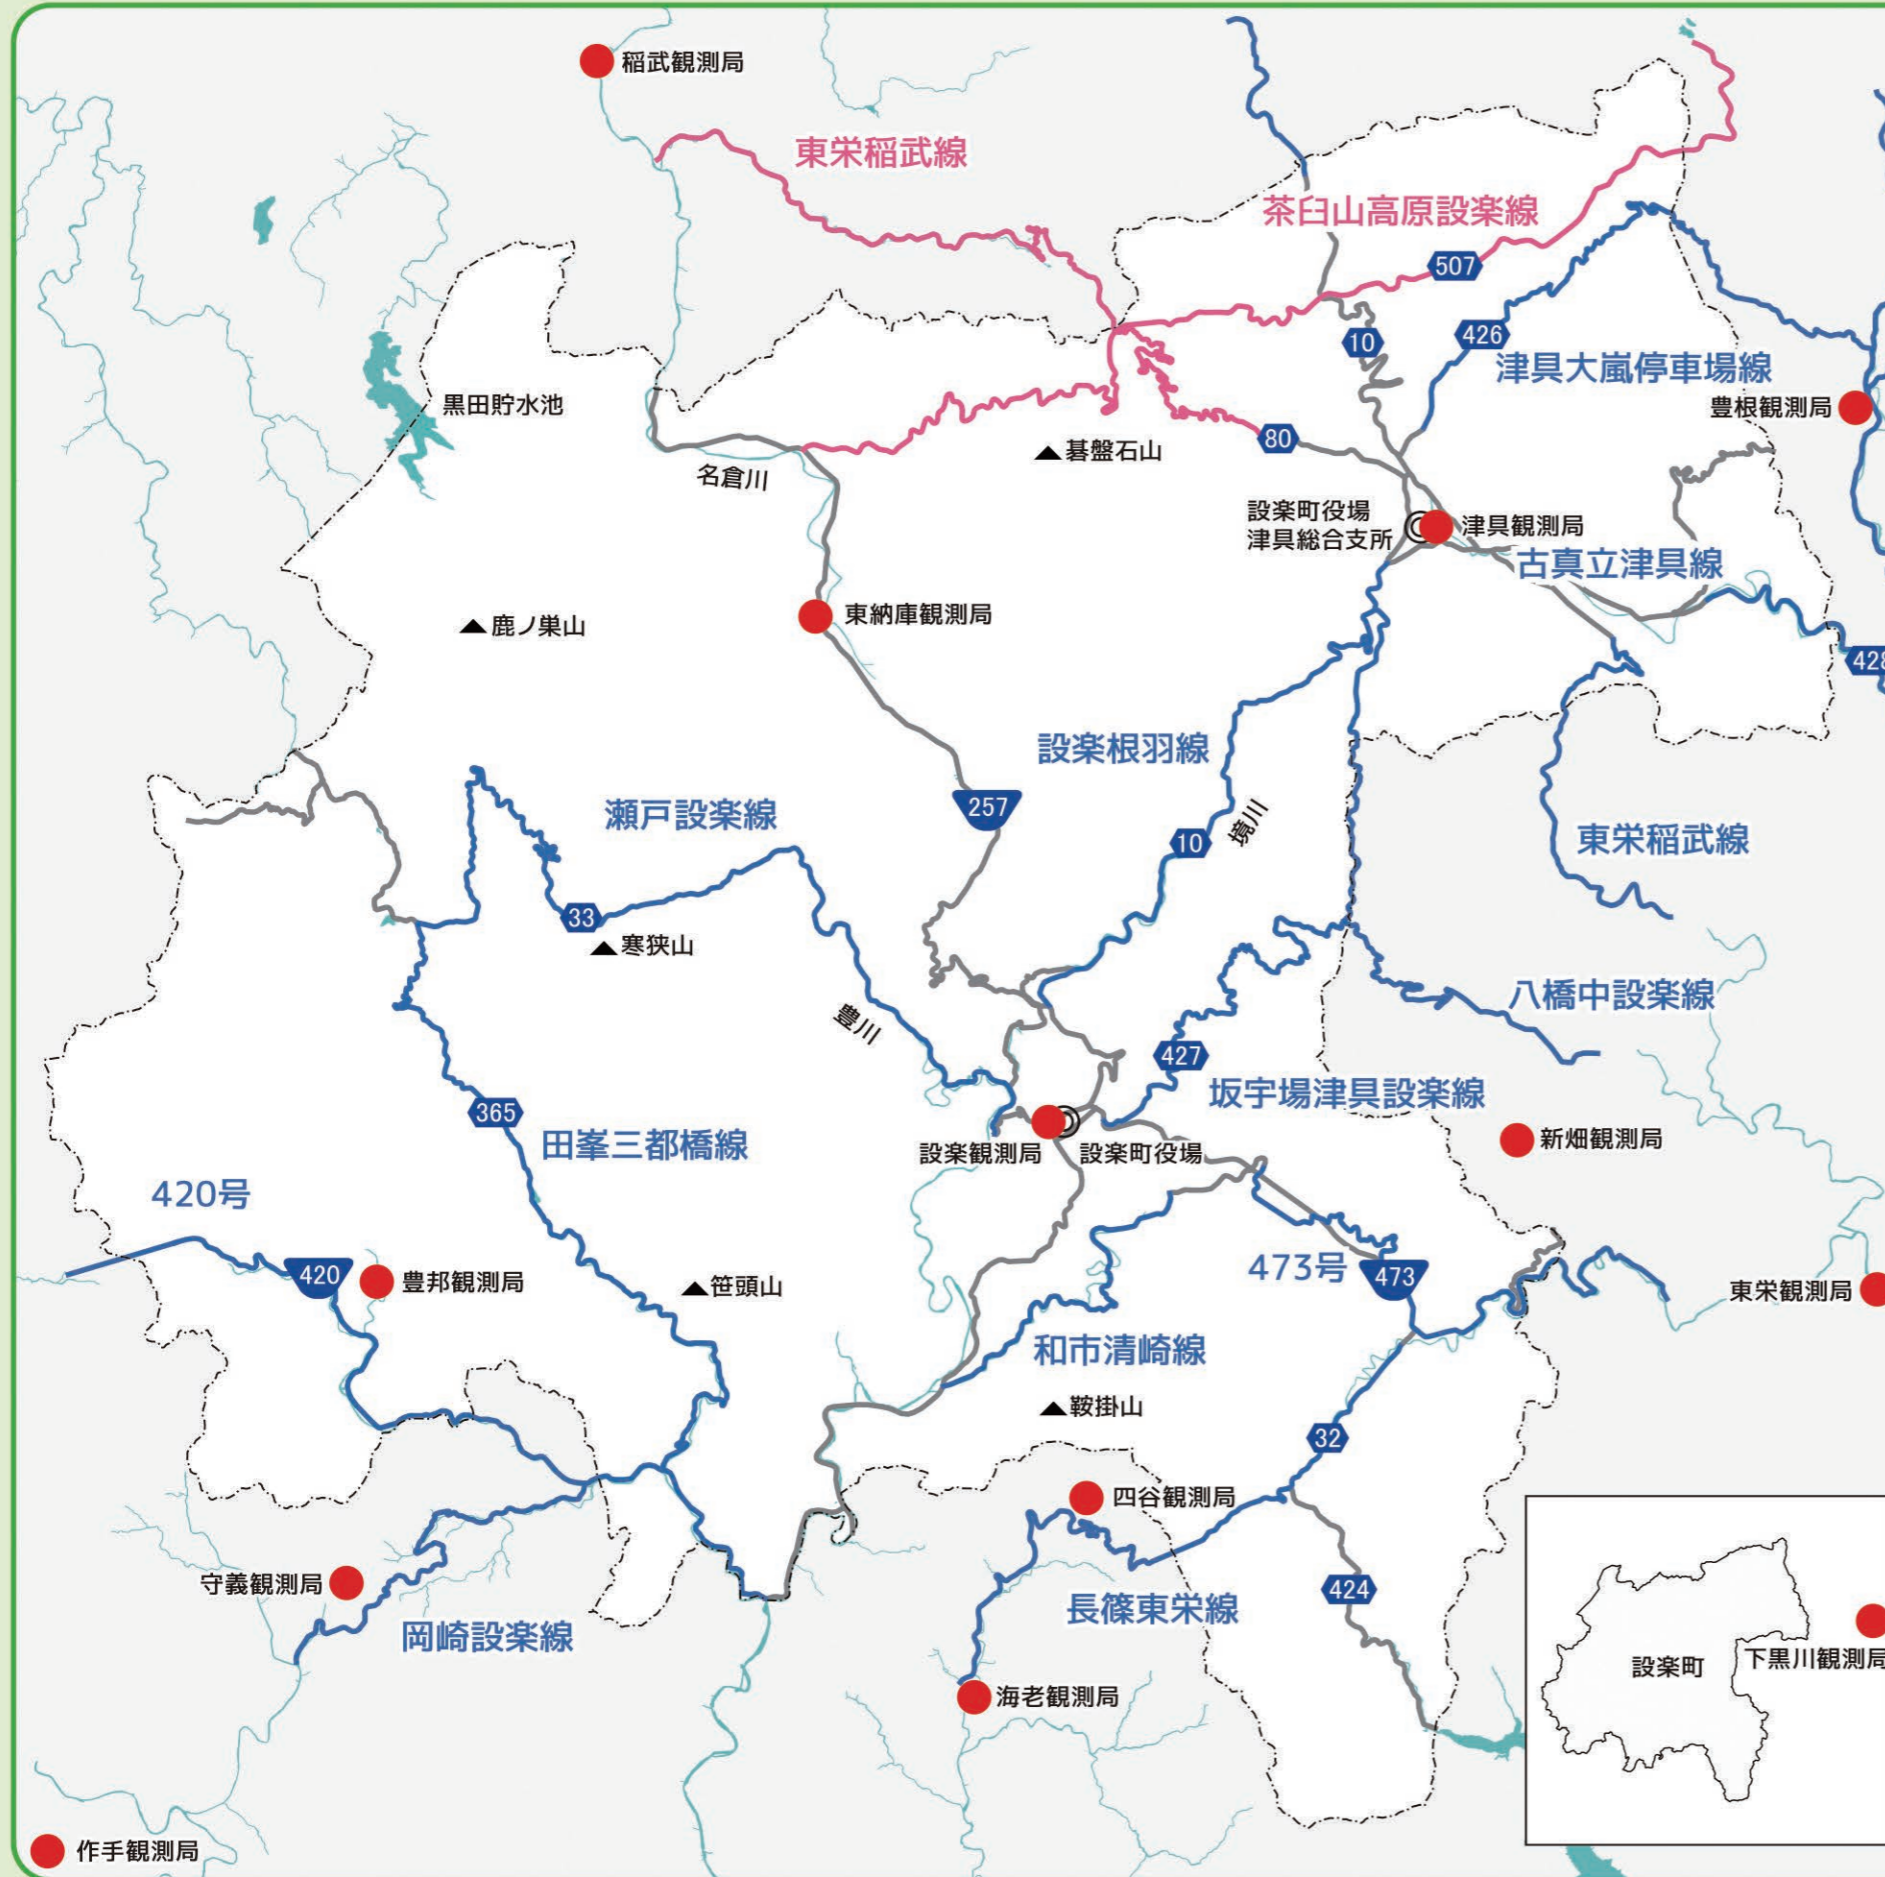 稲武観測局
東栄稲武線
茶臼山高原設楽線
507
10
426
津具大嵐停車場線
黒田貯水池
豊根観測局
80
碁盤石山
名倉川
設楽町役場
津具総合支所
津具観測局
古真立津具線
東納庫観測局
鹿ノ巣山
428
設楽根羽線
瀬戸設楽線
257
10
境川
東栄稲武線
33
寒狭山
八橋中設楽線
豊川
427
坂宇場津具設楽線
365
田峯三都橋線
新畑観測局
設楽観測局
設楽町役場
420号
420
豊邦観測局
笹頭山
473号
473
東栄観測局
和市清崎線
鞍掛山
32
四谷観測局
守義観測局
424
長篠東栄線
岡崎設楽線
設楽町
下黒川観測局
海老観測局
作手観測局